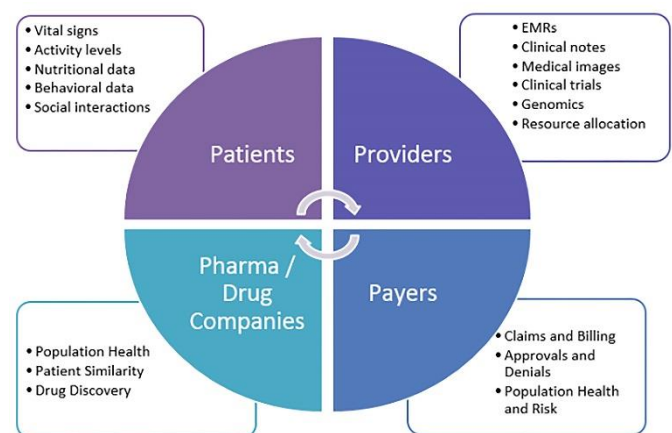 • Vital signs
• Activity levels
• Nutritional data
• Behavioral data
• Social interactions
• EMRs
• Clinical notes
• Medical images
• Clinical trials
• Genomics
• Resource allocation
Patients
Providers
Pharma /
Drug
Companies
Payers
• Population Health
• Patient Similarity
• Drug Discovery
• Claims and Billing
• Approvals and
Denials
• Population Health
and Risk